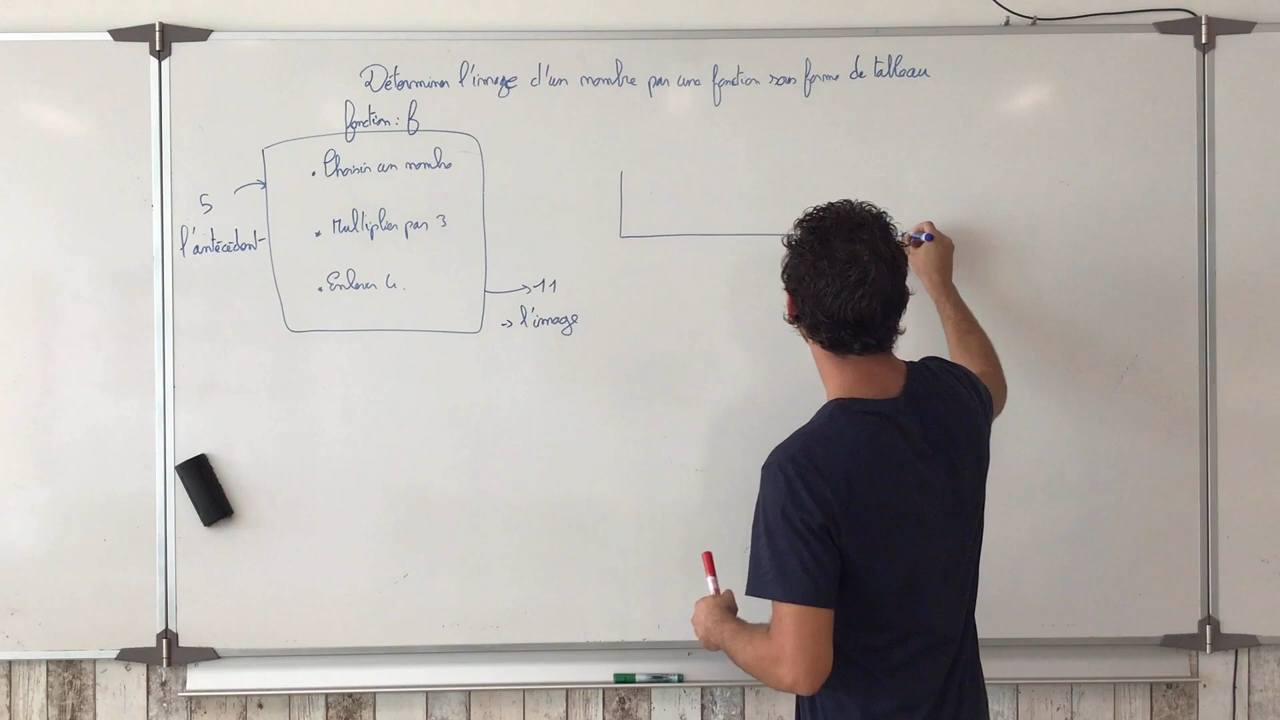 Déterminer l'image d'un nombre par une fonction sous forme de tableau
fonction : f
. Choisir un nombre
5
l'antécédent
. Multiplier par 3
. Enlever 4.
→ 11
→ l'image